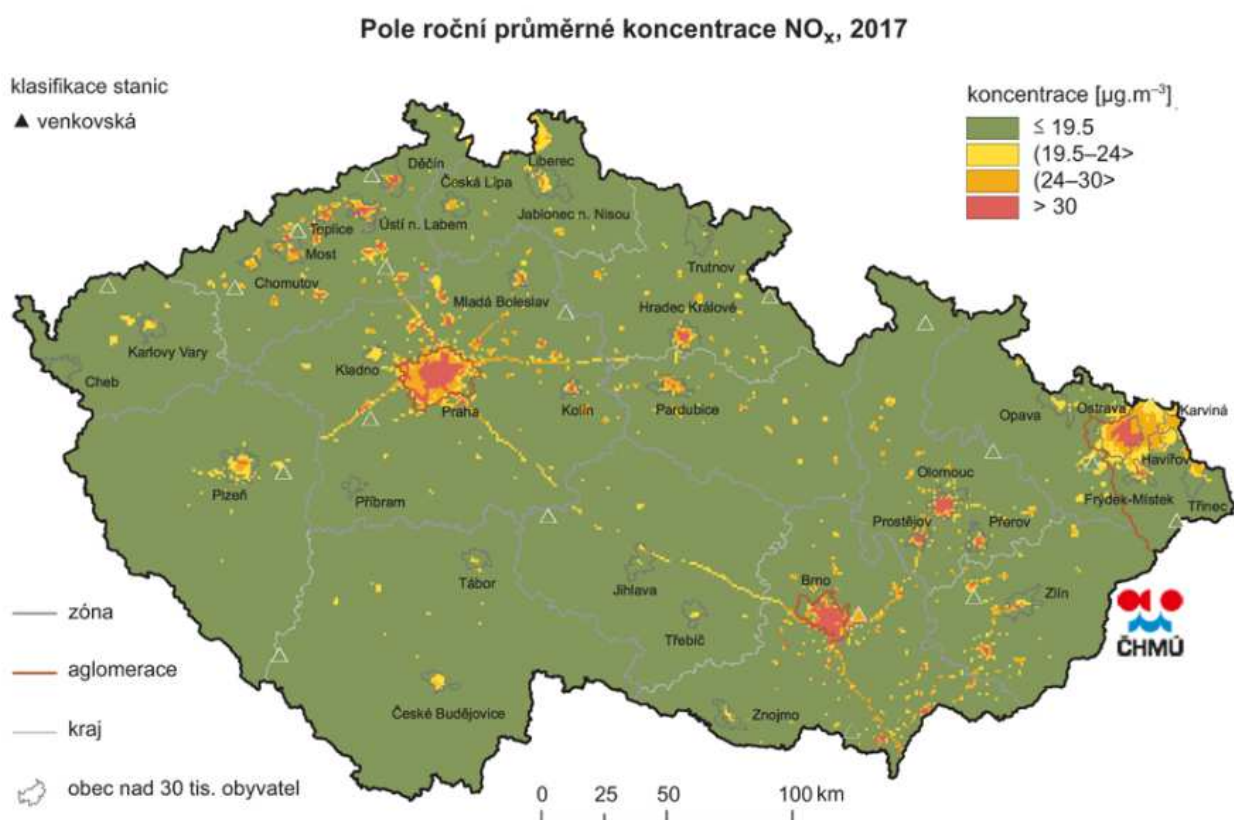 Pole roční průměrné koncentrace NOₓ, 2017
klasifikace stanic
▲ venkovská
koncentrace [µg.m⁻³]
≤ 19.5
(19.5–24>
(24–30>
> 30
Děčín
Liberec
Česká Lípa
Jablonec n. Nisou
Ústí n. Labem
Teplice
Most
Trutnov
Chomutov
Mladá Boleslav
Hradec Králové
Karlovy Vary
Kladno
Cheb
Praha
Kolín
Pardubice
Opava
Ostrava
Karviná
Havířov
Olomouc
Plzeň
Příbram
Frýdek-Místek
Třinec
Prostějov
Přerov
Tábor
Jihlava
Brno
Zlín
Třebíč
ČHMÚ
České Budějovice
Znojmo
zóna
aglomerace
kraj
obec nad 30 tis. obyvatel
0 25 50 100 km